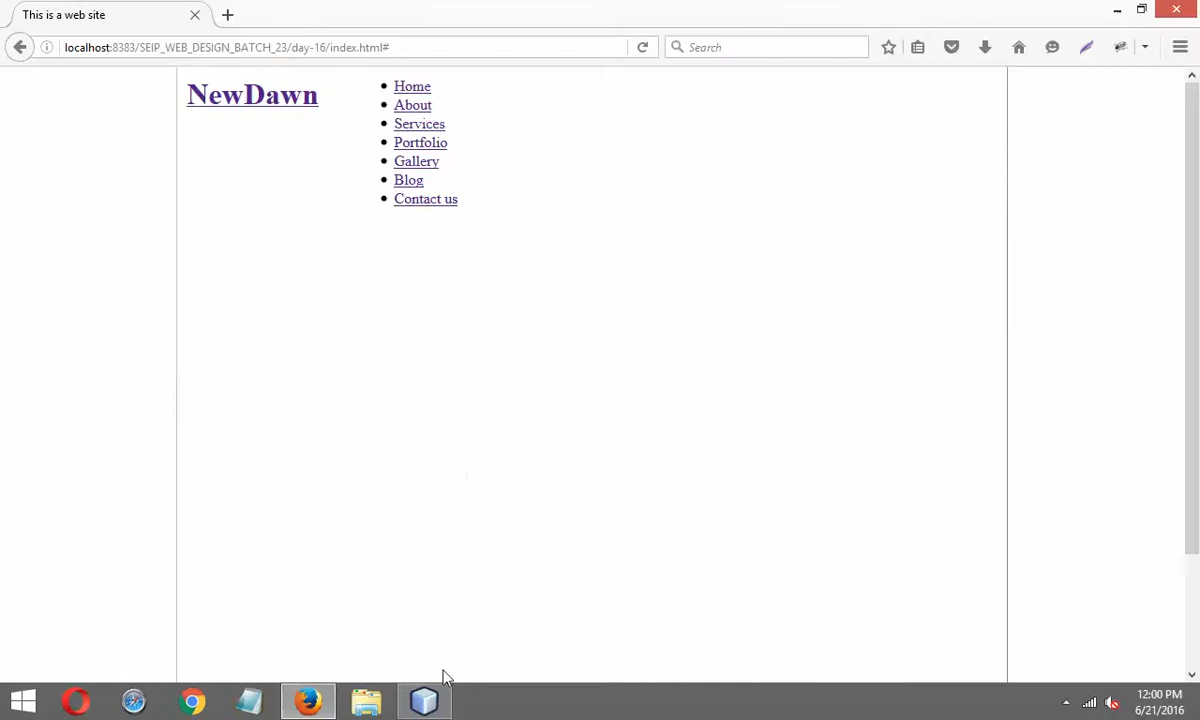 This is a web site
localhost:8383/SEIP_WEB_DESIGN_BATCH_23/day-16/index.html#
Search
NewDawn
Home
About
Services
Portfolio
Gallery
Blog
Contact us
12:00 PM
6/21/2016